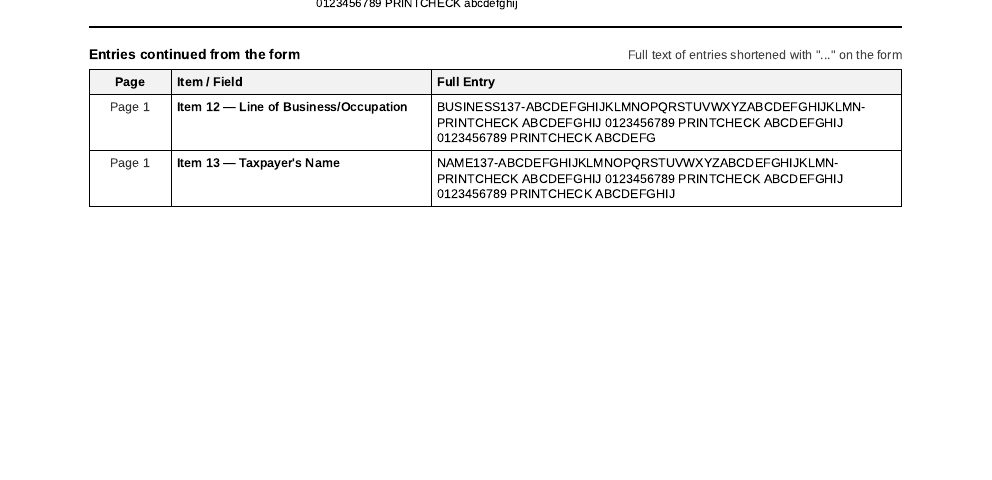 0123456789 PRINTCHECK abcdefghij
Entries continued from the form
Full text of entries shortened with "..." on the form
Page Item / Field Full Entry
Page 1 Item 12 — Line of Business/Occupation BUSINESS137-ABCDEFGHIJKLMNOPQRSTUVWXYZABCDEFGHIJKLMN-
PRINTCHECK ABCDEFGHIJ 0123456789 PRINTCHECK ABCDEFGHIJ
0123456789 PRINTCHECK ABCDEFG
Page 1 Item 13 — Taxpayer's Name NAME137-ABCDEFGHIJKLMNOPQRSTUVWXYZABCDEFGHIJKLMN-
PRINTCHECK ABCDEFGHIJ 0123456789 PRINTCHECK ABCDEFGHIJ
0123456789 PRINTCHECK ABCDEFGHIJ